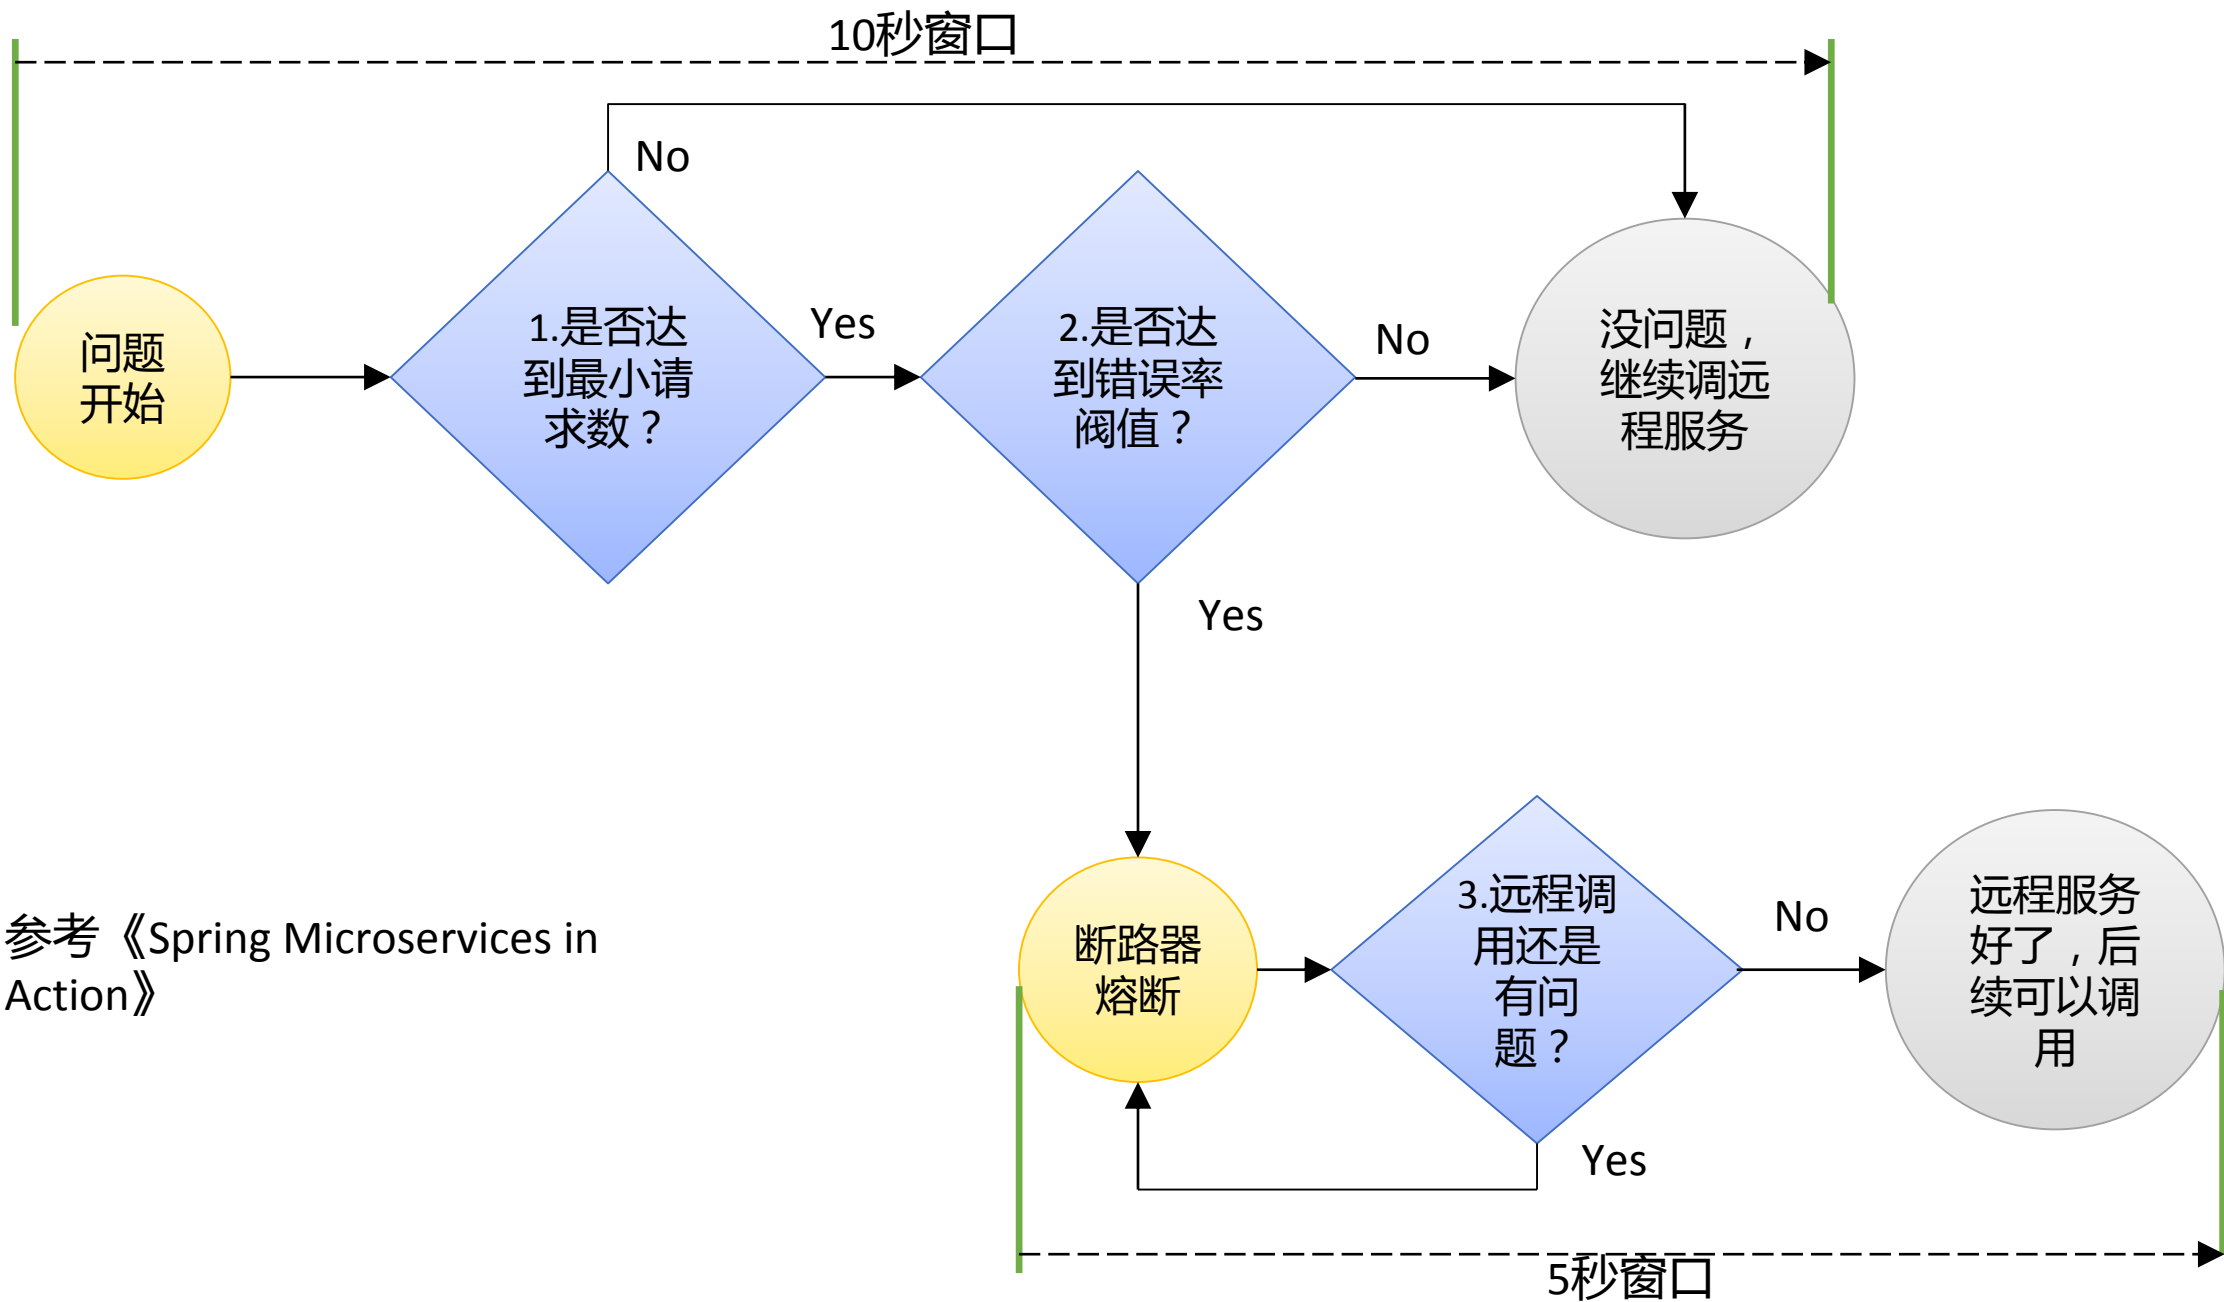 10秒窗口
No
问题
开始
1.是否达
到最小请
求数？
Yes
2.是否达
到错误率
阀值？
No
没问题，
继续调远
程服务
Yes
参考《Spring Microservices in
Action》
断路器
熔断
3.远程调
用还是
有问
题？
No
远程服务
好了，后
续可以调
用
Yes
5秒窗口